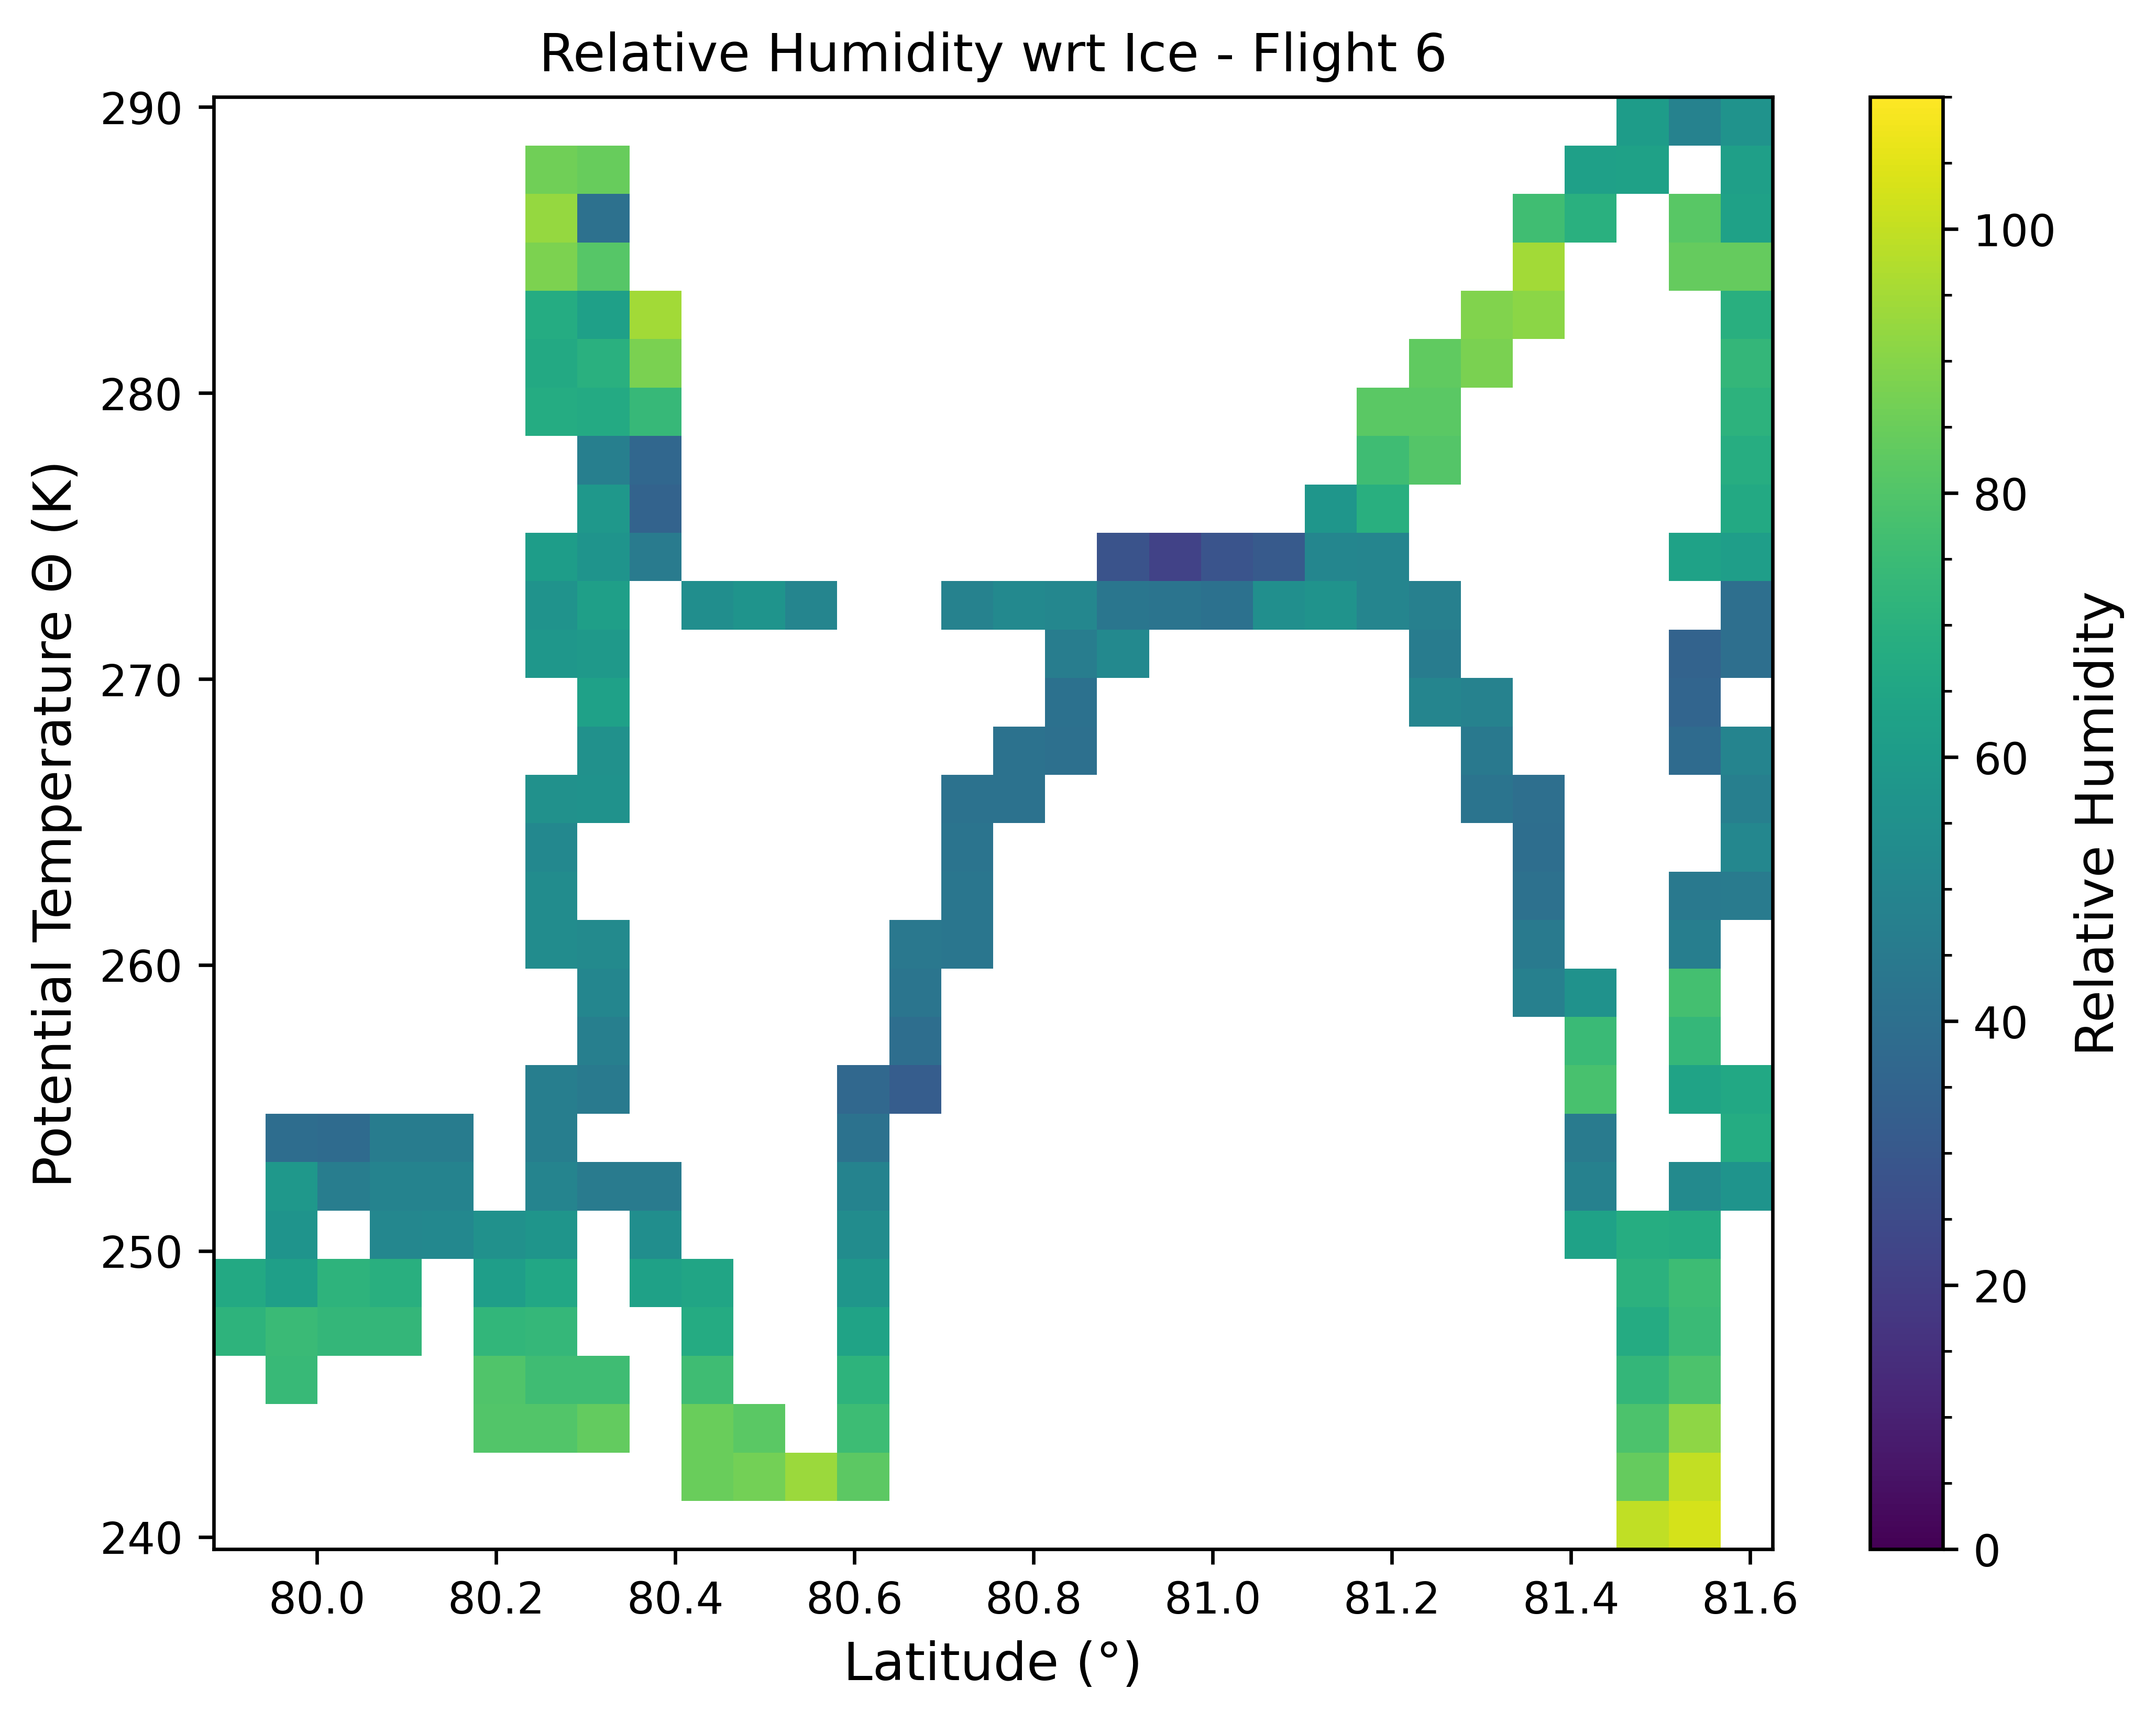 Relative Humidity wrt Ice - Flight 6
Potential Temperature Θ (K)
290
280
270
260
250
240
80.0 80.2 80.4 80.6 80.8 81.0 81.2 81.4 81.6
Latitude (°)
100
80
60
40
20
0
Relative Humidity